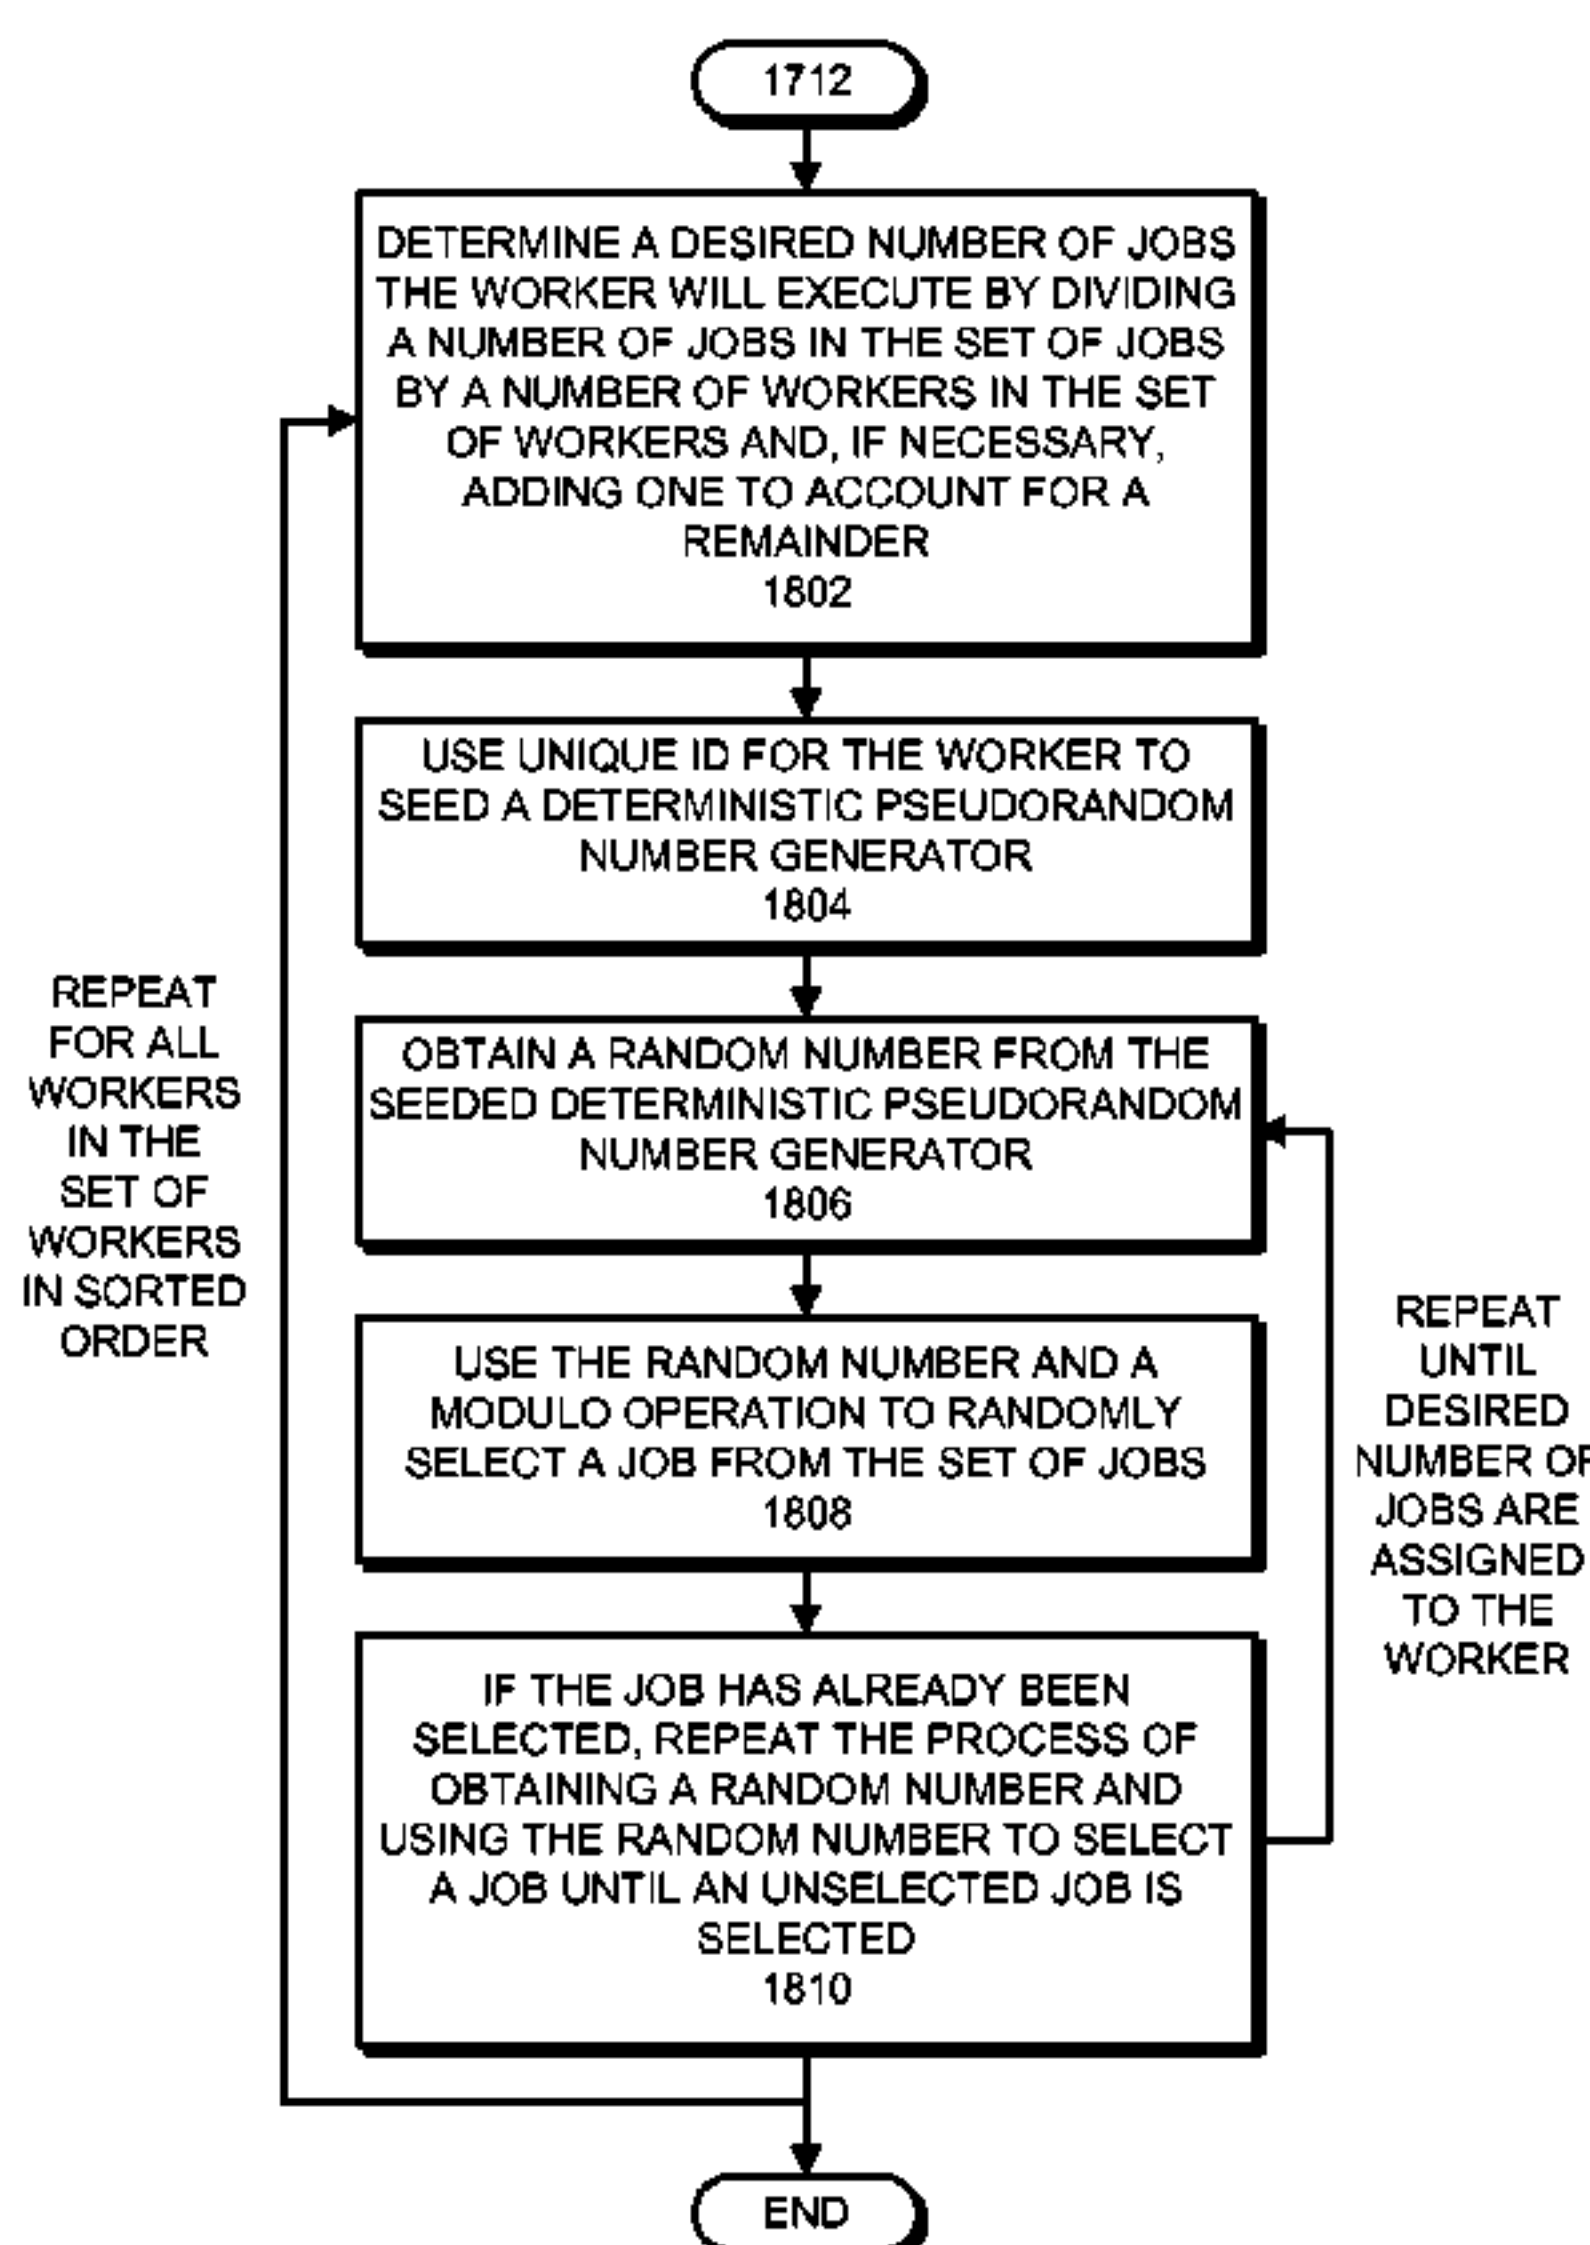 1712
DETERMINE A DESIRED NUMBER OF JOBS
THE WORKER WILL EXECUTE BY DIVIDING
A NUMBER OF JOBS IN THE SET OF JOBS
BY A NUMBER OF WORKERS IN THE SET
OF WORKERS AND, IF NECESSARY,
ADDING ONE TO ACCOUNT FOR A
REMAINDER
1802
USE UNIQUE ID FOR THE WORKER TO
SEED A DETERMINISTIC PSEUDORANDOM
NUMBER GENERATOR
1804
OBTAIN A RANDOM NUMBER FROM THE
SEEDED DETERMINISTIC PSEUDORANDOM
NUMBER GENERATOR
1806
USE THE RANDOM NUMBER AND A
MODULO OPERATION TO RANDOMLY
SELECT A JOB FROM THE SET OF JOBS
1808
IF THE JOB HAS ALREADY BEEN
SELECTED, REPEAT THE PROCESS OF
OBTAINING A RANDOM NUMBER AND
USING THE RANDOM NUMBER TO SELECT
A JOB UNTIL AN UNSELECTED JOB IS
SELECTED
1810
REPEAT
FOR ALL
WORKERS
IN THE
SET OF
WORKERS
IN SORTED
ORDER
REPEAT
UNTIL
DESIRED
NUMBER OF
JOBS ARE
ASSIGNED
TO THE
WORKER
END